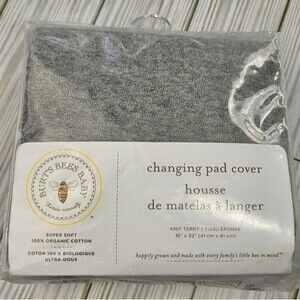 BURT'S BEES BABY
SUPER SOFT
100% ORGANIC COTTON
COTON 100 % BIOLOGIQUE
ULTRA-DOUX
changing pad cover
housse
de matelas à langer
KNIT TERRY / TISSU ÉPONGE
16" x 32" (41 cm x 81 cm)
happily grown and made with every family's little bee in mind™